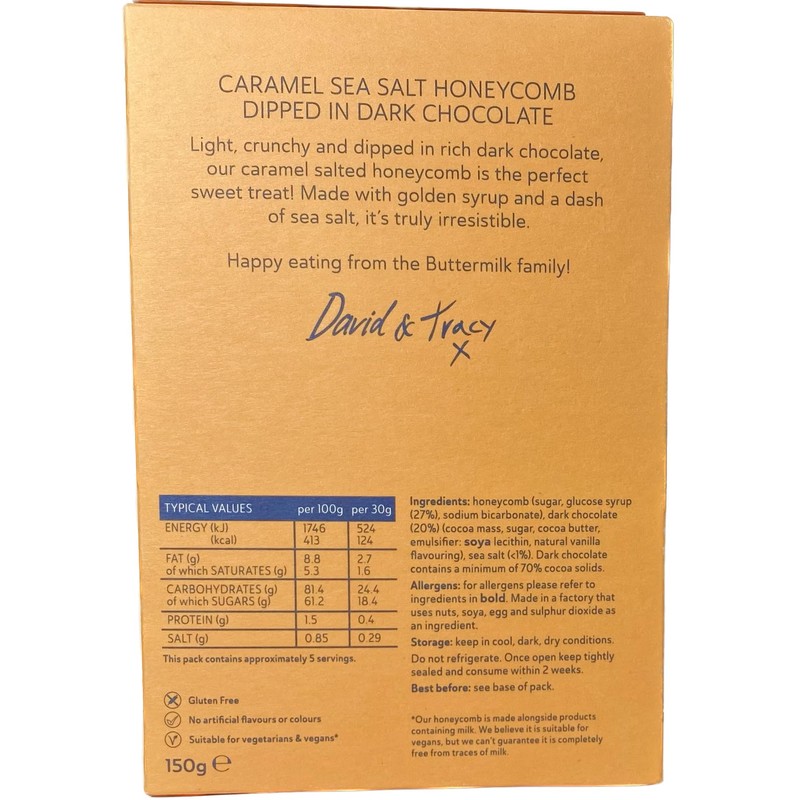 CARAMEL SEA SALT HONEYCOMB
DIPPED IN DARK CHOCOLATE
Light, crunchy and dipped in rich dark chocolate,
our caramel salted honeycomb is the perfect
sweet treat! Made with golden syrup and a dash
of sea salt, it's truly irresistible.
Happy eating from the Buttermilk family!
David & Tracy
x
TYPICAL VALUES per 100g per 30g
ENERGY (kJ) 1746 524
(kcal) 413 124
FAT (g) 8.8 2.7
of which SATURATES (g) 5.3 1.6
CARBOHYDRATES (g) 81.4 24.4
of which SUGARS (g) 61.2 18.4
PROTEIN (g) 1.5 0.4
SALT (g) 0.85 0.29
This pack contains approximately 5 servings.
Gluten Free
No artificial flavours or colours
Suitable for vegetarians & vegans*
150g e
Ingredients: honeycomb (sugar, glucose syrup
(27%), sodium bicarbonate), dark chocolate
(20%) (cocoa mass, sugar, cocoa butter,
emulsifier: soya lecithin, natural vanilla
flavouring), sea salt (<1%). Dark chocolate
contains a minimum of 70% cocoa solids.
Allergens: for allergens please refer to
ingredients in bold. Made in a factory that
uses nuts, soya, egg and sulphur dioxide as
an ingredient.
Storage: keep in cool, dark, dry conditions.
Do not refrigerate. Once open keep tightly
sealed and consume within 2 weeks.
Best before: see base of pack.
*Our honeycomb is made alongside products
containing milk. We believe it is suitable for
vegans, but we can't guarantee it is completely
free from traces of milk.